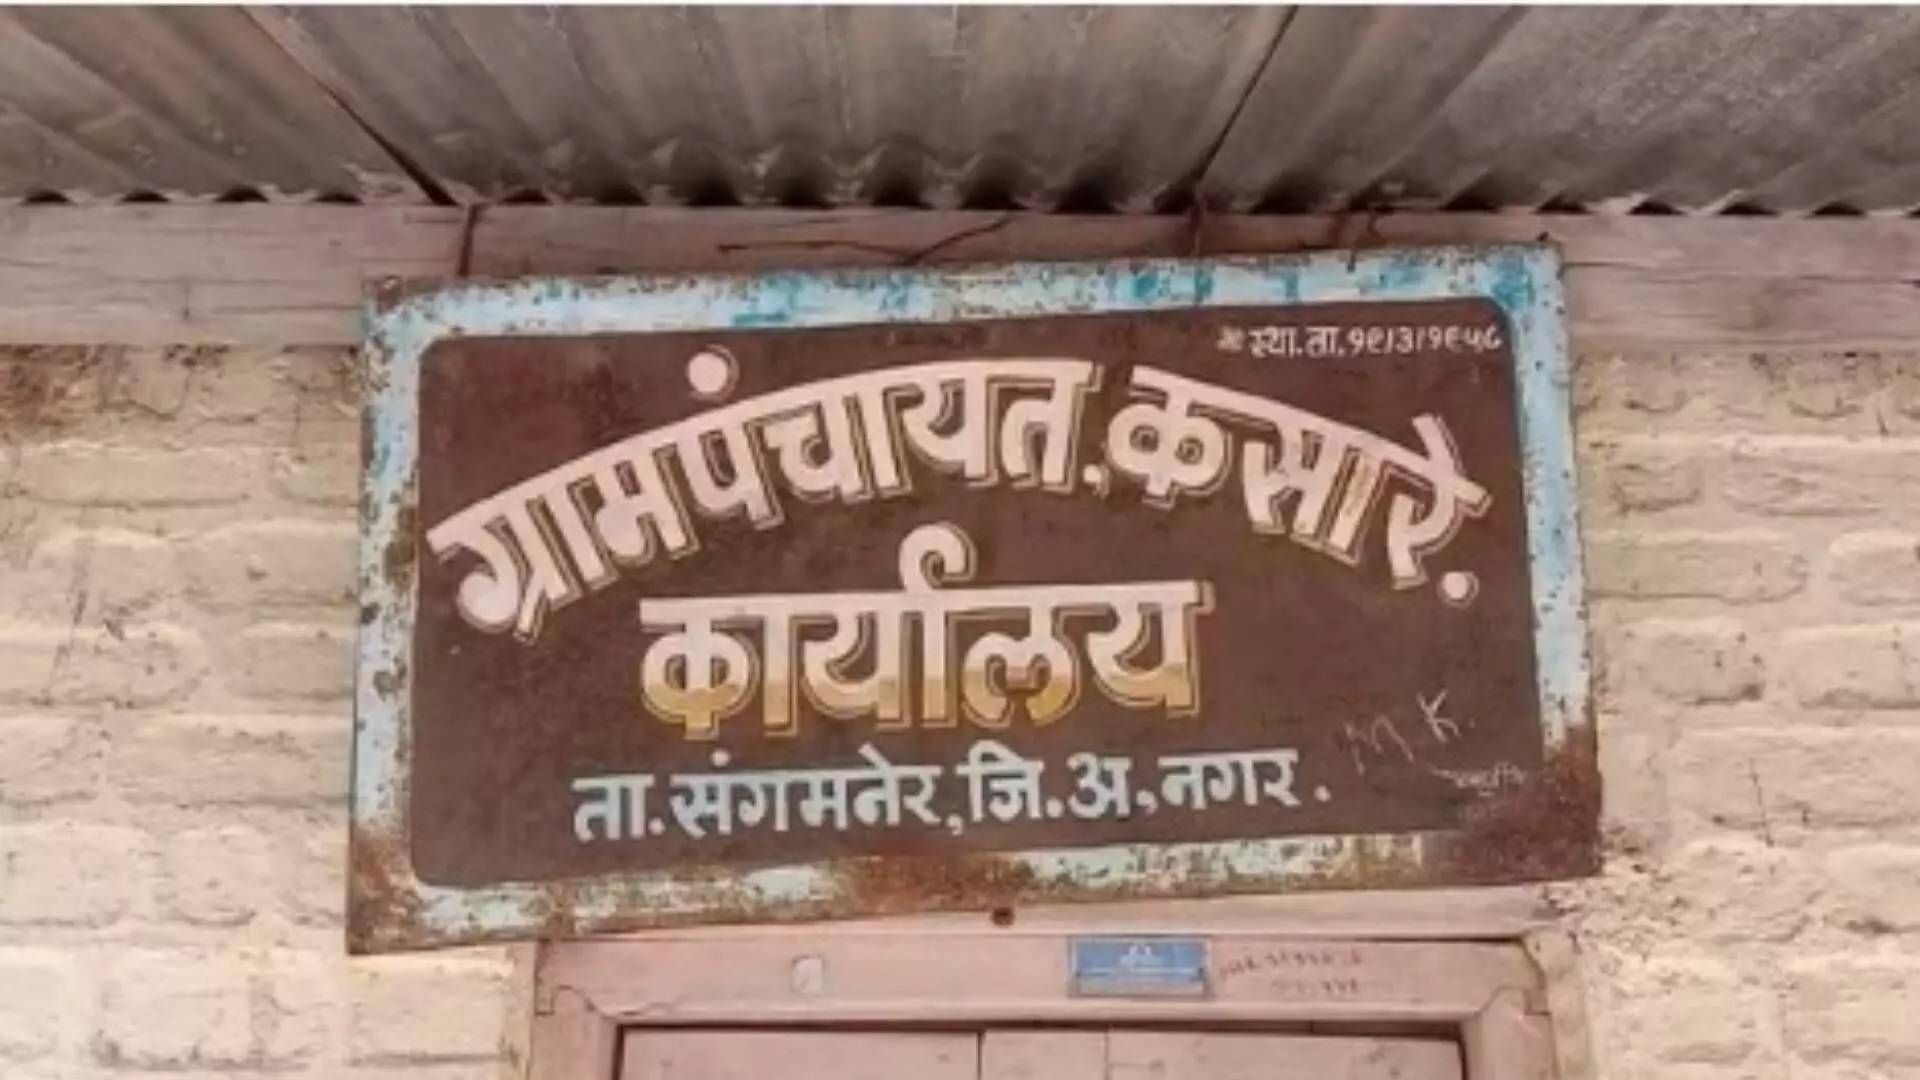 स्था.ता.१९/३/१९५८
ग्रामपंचायत.कसारे.
कार्यालय
ता.संगमनेर,जि.अ.नगर.
M K.